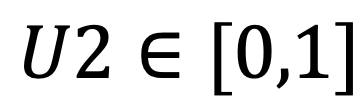 U2 ∈ [0,1]